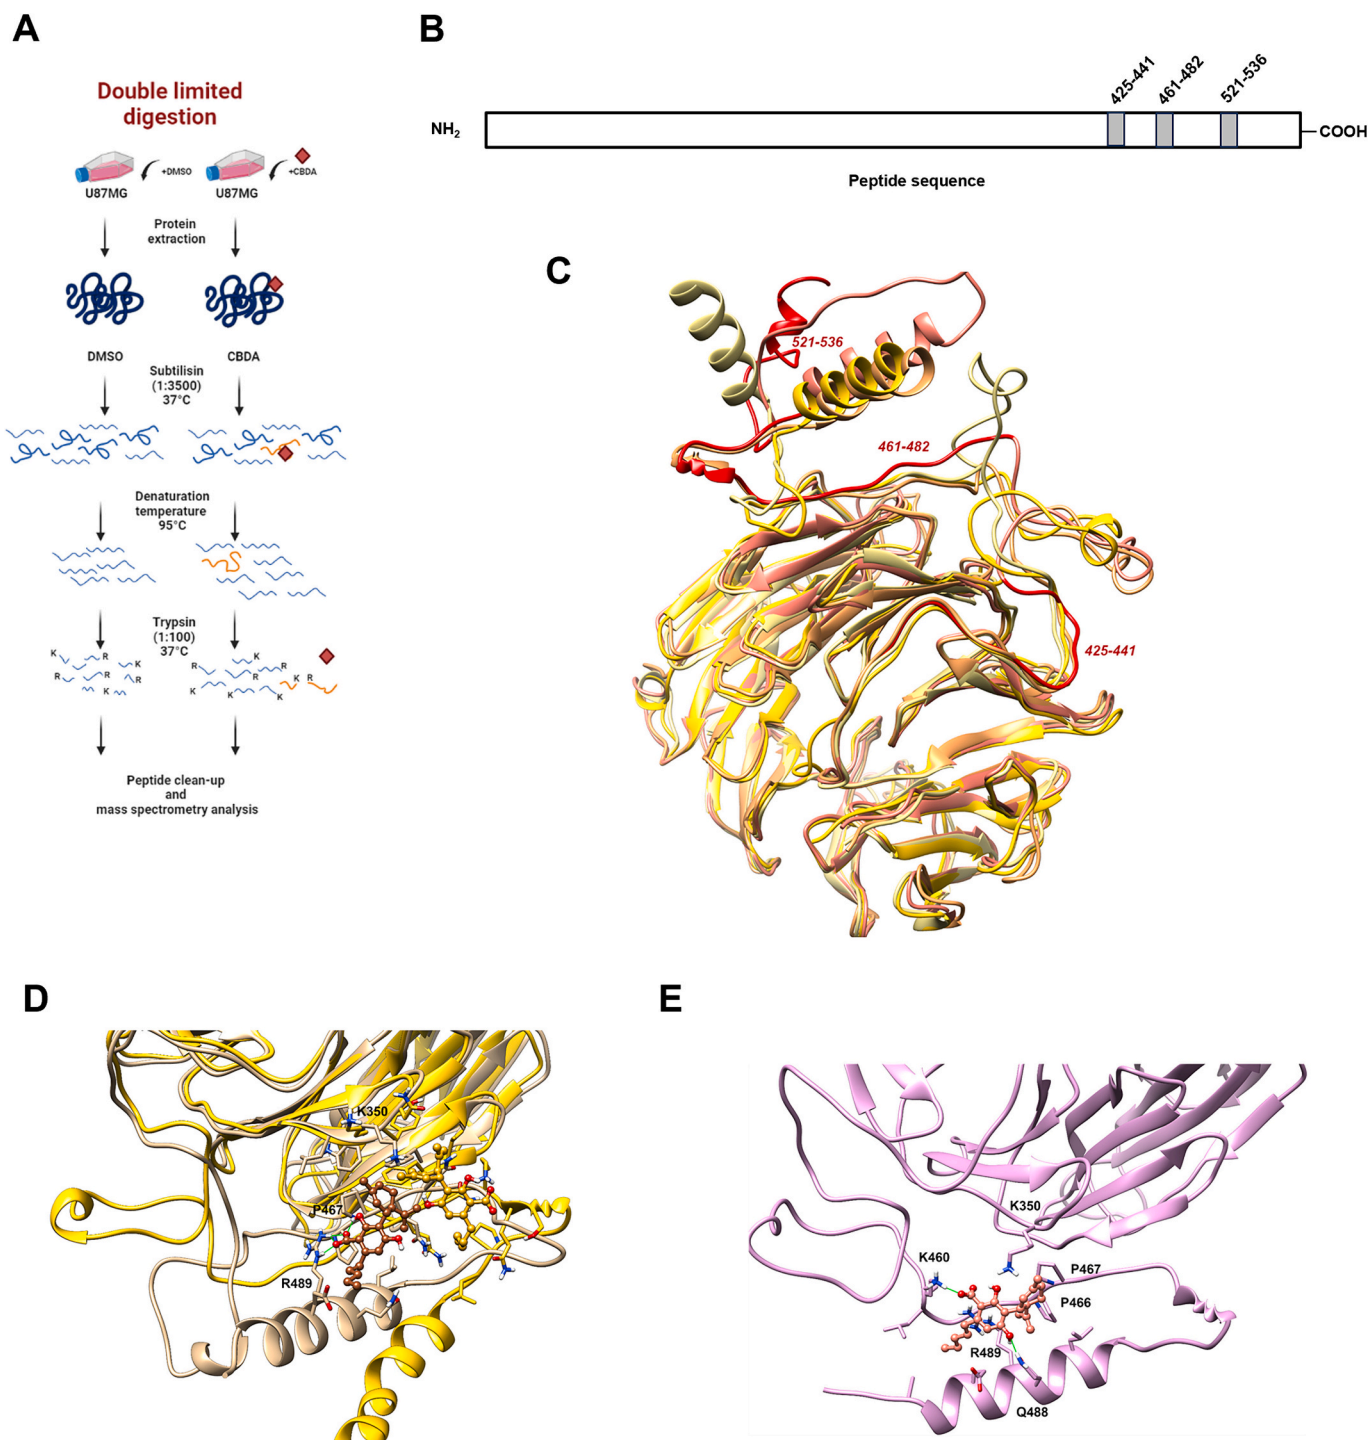 A
Double limited
digestion
+DMSO
+CBDA
U87MG
U87MG
Protein
extraction
DMSO
CBDA
Subtilisin
(1:3500)
37°C
Denaturation
temperature
95°C
Trypsin
(1:100)
37°C
K
R
K
R
R
K
K
R
R
K
R
K
K
K
Peptide clean-up
and
mass spectrometry analysis
B
425-441
461-482
521-536
NH2
COOH
Peptide sequence
C
521-536
461-482
425-441
D
K350
P467
R489
E
K350
K460
P467
P466
R489
Q488